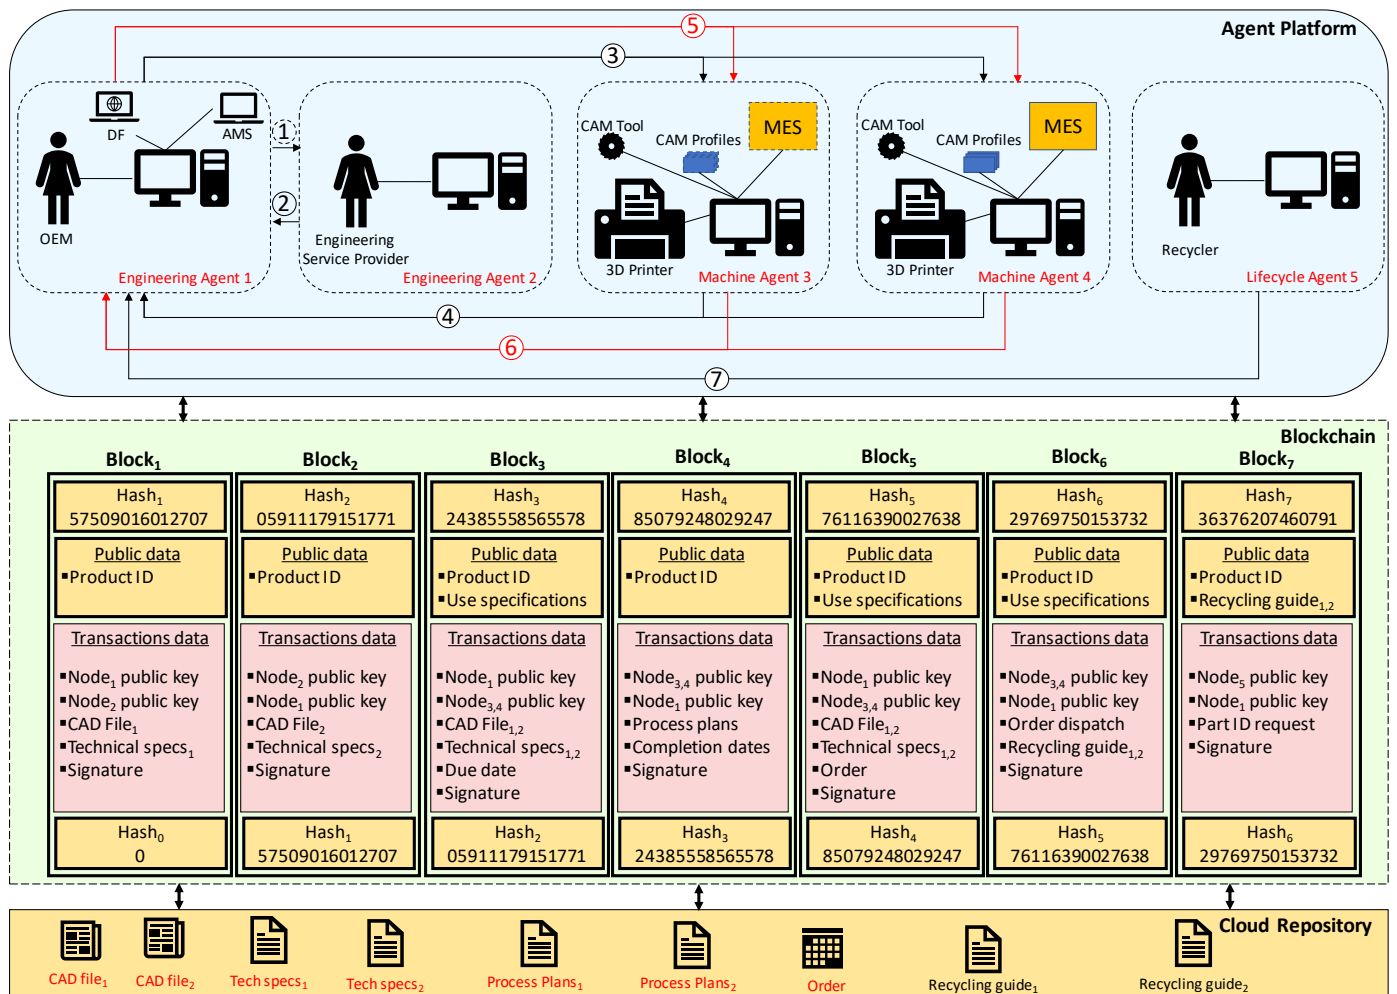 Agent Platform
5
3
DF
AMS
1
2
OEM
Engineering Agent 1
Engineering
Service Provider
Engineering Agent 2
CAM Tool
CAM Profiles
MES
3D Printer
Machine Agent 3
CAM Tool
CAM Profiles
MES
3D Printer
Machine Agent 4
Recycler
Lifecycle Agent 5
4
6
7
Blockchain
Block1
Hash1
57509016012707
Public data
▪Product ID
Transactions data
▪Node1 public key
▪Node2 public key
▪CAD File1
▪Technical specs1
▪Signature
Hash0
0
Block2
Hash2
05911179151771
Public data
▪Product ID
Transactions data
▪Node2 public key
▪Node1 public key
▪CAD File2
▪Technical specs2
▪Signature
Hash1
57509016012707
Block3
Hash3
24385558565578
Public data
▪Product ID
▪Use specifications
Transactions data
▪Node1 public key
▪Node3,4 public key
▪CAD File1,2
▪Technical specs1,2
▪Due date
▪Signature
Hash2
05911179151771
Block4
Hash4
85079248029247
Public data
▪Product ID
Transactions data
▪Node3,4 public key
▪Node1 public key
▪Process plans
▪Completion dates
▪Signature
Hash3
24385558565578
Block5
Hash5
76116390027638
Public data
▪Product ID
▪Use specifications
Transactions data
▪Node1 public key
▪Node3,4 public key
▪CAD File1,2
▪Technical specs1,2
▪Order
▪Signature
Hash4
85079248029247
Block6
Hash6
29769750153732
Public data
▪Product ID
▪Use specifications
Transactions data
▪Node3,4 public key
▪Node1 public key
▪Order dispatch
▪Recycling guide1,2
▪Signature
Hash5
76116390027638
Block7
Hash7
36376207460791
Public data
▪Product ID
▪Recycling guide1,2
Transactions data
▪Node5 public key
▪Node1 public key
▪Part ID request
▪Signature
Hash6
29769750153732
Cloud Repository
CAD file1
CAD file2
Tech specs1
Tech specs2
Process Plans1
Process Plans2
Order
Recycling guide1
Recycling guide2